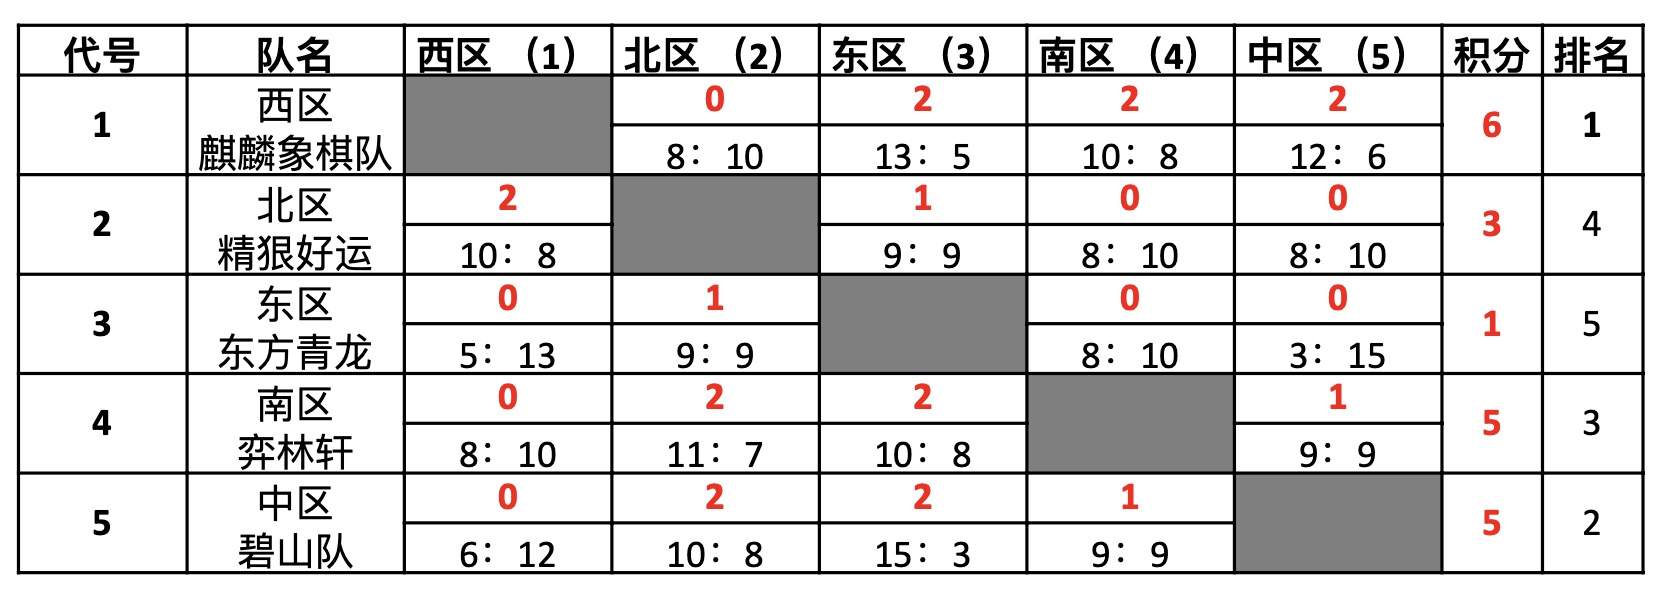 代号 队名 西区 （1） 北区 （2） 东区 （3） 南区 （4） 中区 （5） 积分 排名
1 西区 麒麟象棋队 0 2 2 2 6 1
8： 10 13： 5 10： 8 12： 6
2 北区 精狠好运 2 1 0 0 3 4
10： 8 9： 9 8： 10 8： 10
3 东区 东方青龙 0 1 0 0 1 5
5： 13 9： 9 8： 10 3： 15
4 南区 弈林轩 0 2 2 1 5 3
8： 10 11： 7 10： 8 9： 9
5 中区 碧山队 0 2 2 1 5 2
6： 12 10： 8 15： 3 9： 9